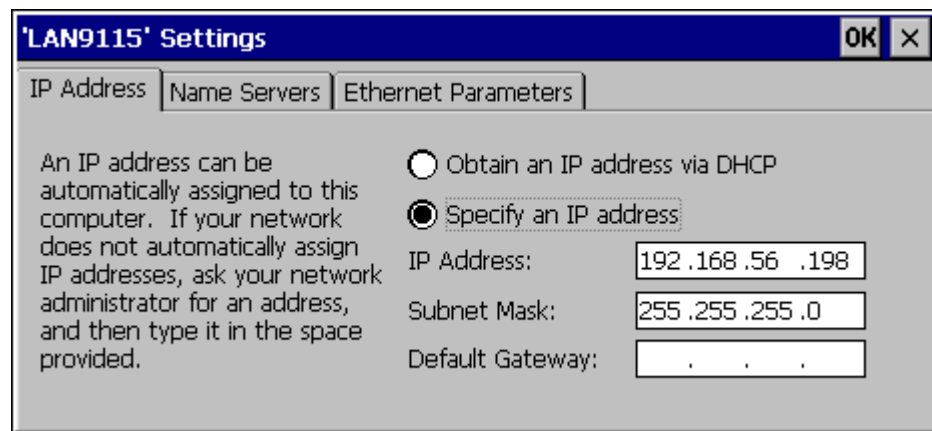 'LAN9115' Settings OK ×
IP Address Name Servers Ethernet Parameters
An IP address can be
automatically assigned to this
computer. If your network
does not automatically assign
IP addresses, ask your network
administrator for an address,
and then type it in the space
provided.
Obtain an IP address via DHCP
Specify an IP address
IP Address: 192 .168 .56 .198
Subnet Mask: 255 .255 .255 .0
Default Gateway: . . .